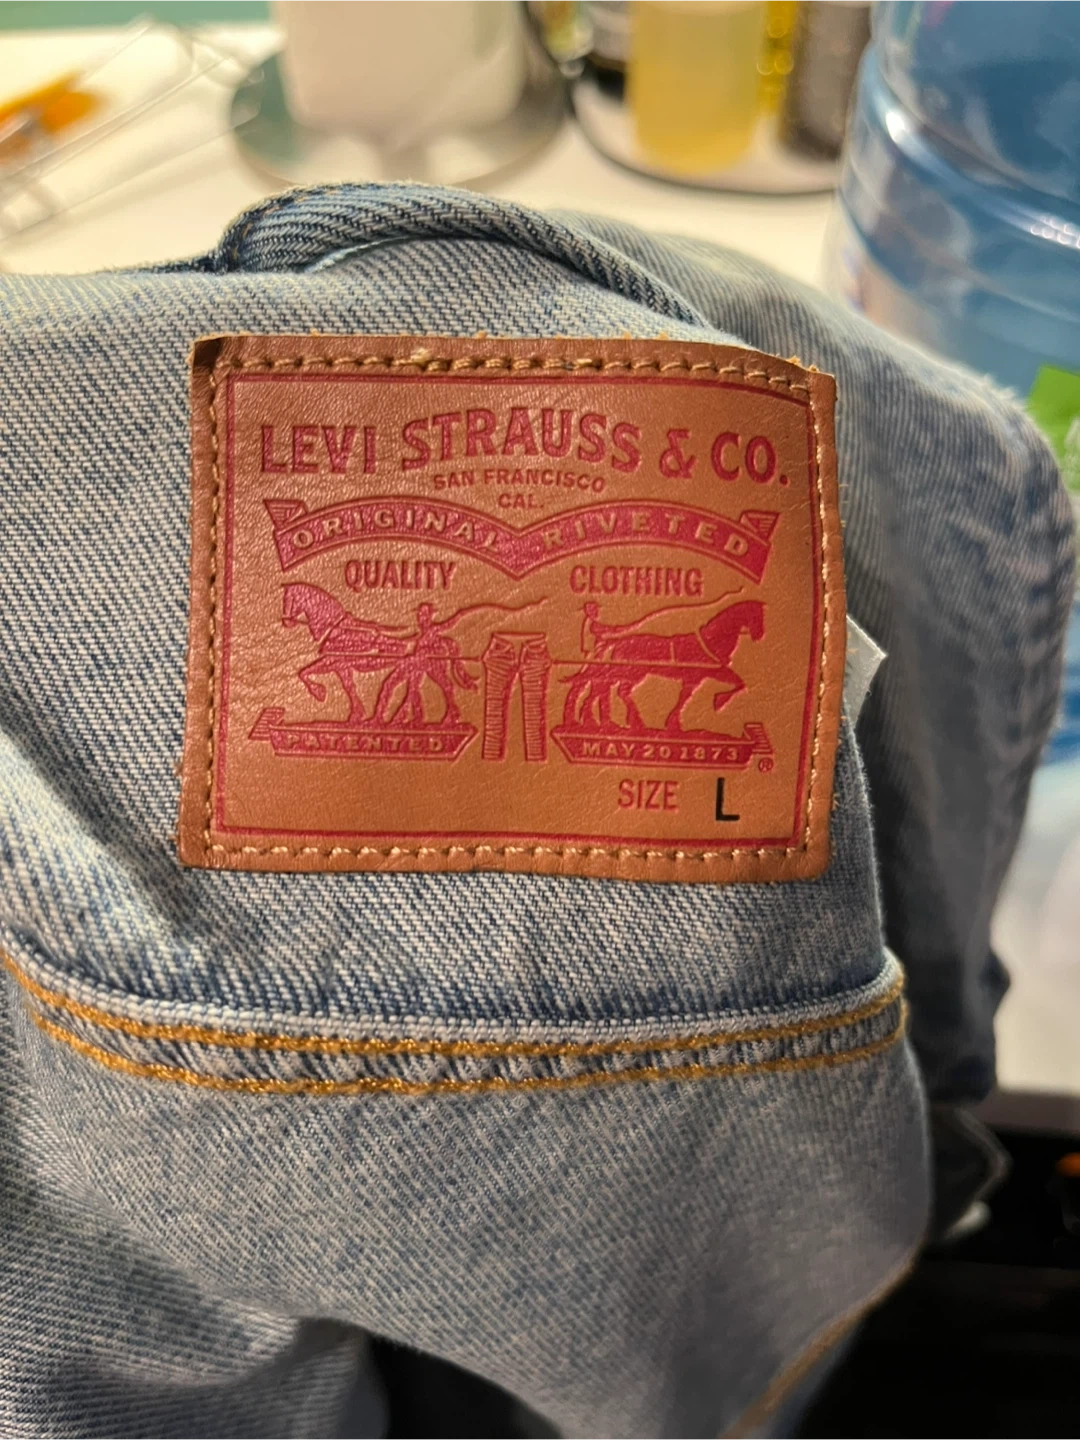 LEVI STRAUSS & CO.
SAN FRANCISCO
CAL.
ORIGINAL RIVETED
QUALITY CLOTHING
PATENTED MAY 20 1873
®
SIZE L